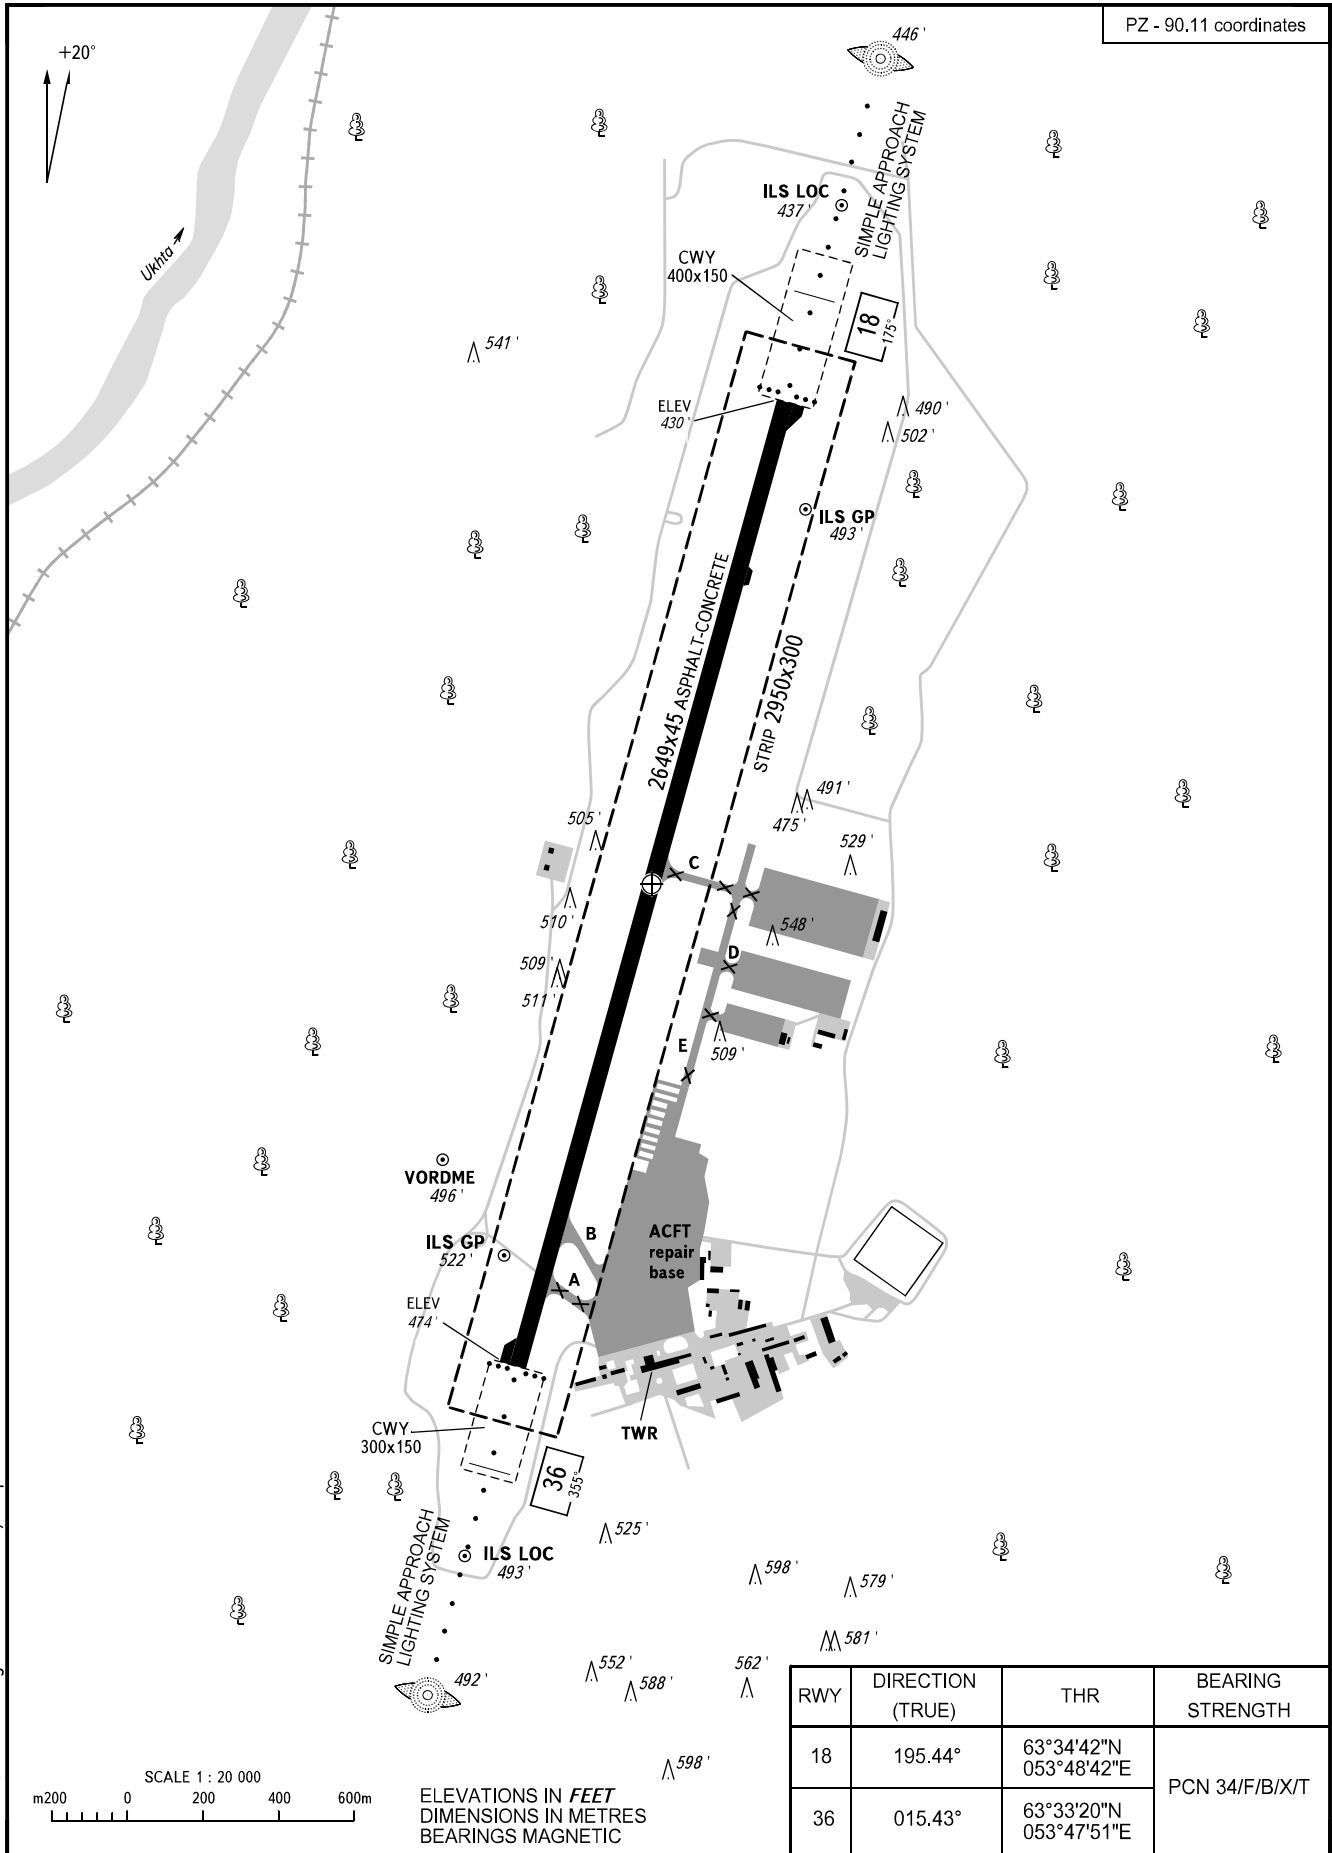 PZ - 90.11 coordinates
+20°
446'
SIMPLE APPROACH
LIGHTING SYSTEM
ILS LOC
437'
Ukhta
CWY
400x150
18
175°
541'
ELEV
430'
490'
502'
ILS GP
493'
2649x45 ASPHALT-CONCRETE
STRIP 2950x300
491'
475'
505'
529'
C
510'
548'
D
509'
511'
E
509'
VORDME
496'
B
ACFT
repair
base
ILS GP
522'
A
ELEV
474'
TWR
CWY
300x150
36
355°
SIMPLE APPROACH
LIGHTING SYSTEM
525'
ILS LOC
493'
598'
579'
581'
552'
588'
562'
492'
598'
RWY
DIRECTION
(TRUE)
THR
BEARING
STRENGTH
18
195.44°
63°34'42"N
053°48'42"E
PCN 34/F/B/X/T
36
015.43°
63°33'20"N
053°47'51"E
SCALE 1 : 20 000
m200 0 200 400 600m
ELEVATIONS IN FEET
DIMENSIONS IN METRES
BEARINGS MAGNETIC